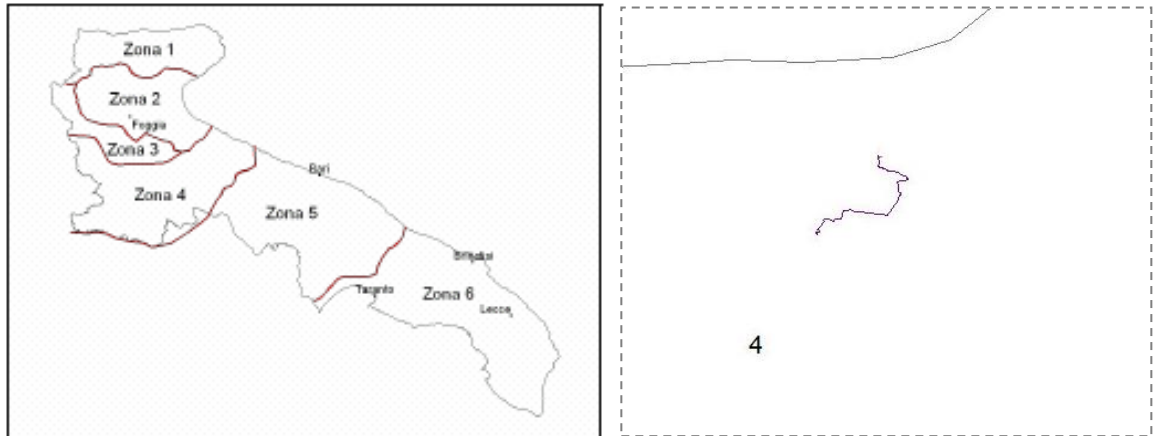 Zona 1
Zona 2
Foggia
Zona 3
Bari
Zona 4
Zona 5
Brindisi
Taranto
Zona 6
Lecce
4